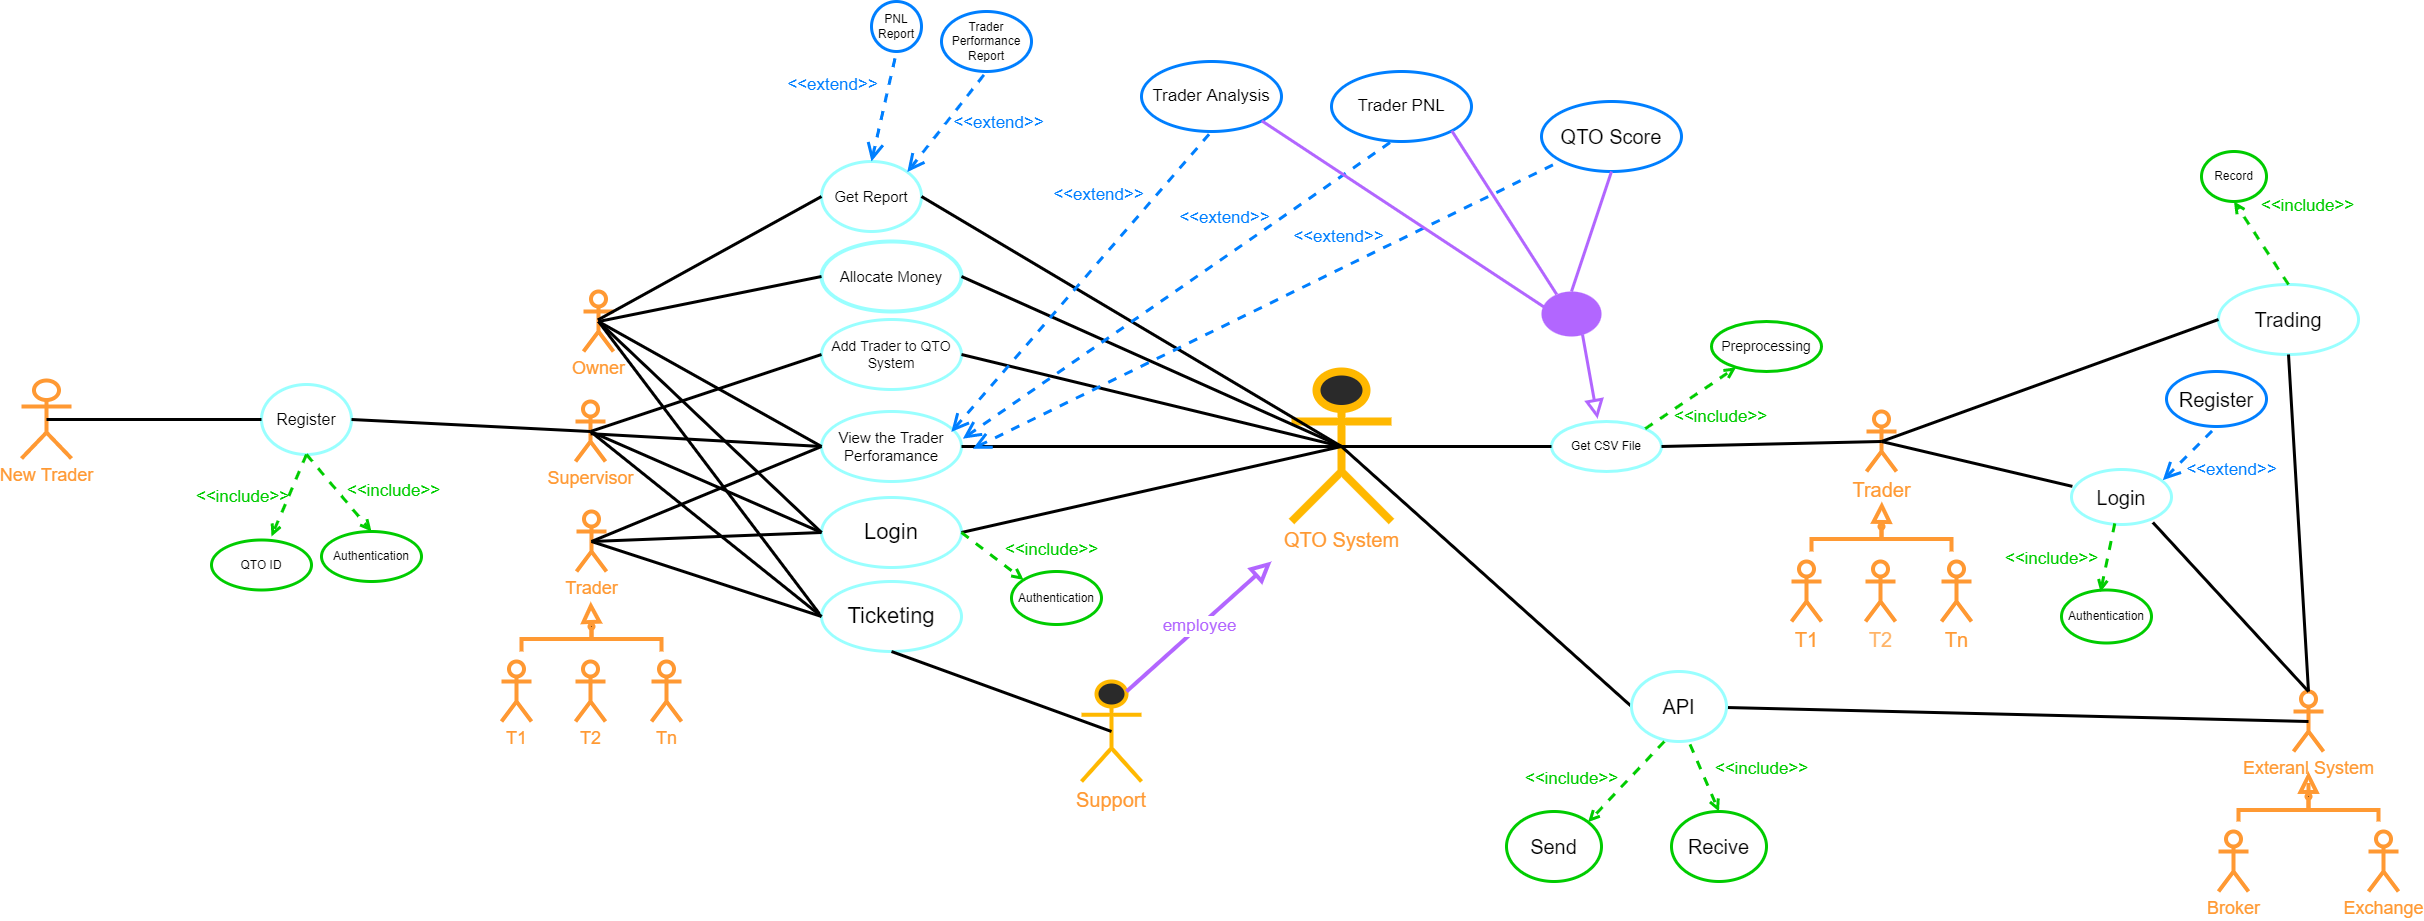 PNL
Report
Trader
Performance
Report
<<extend>>
<<extend>>
Trader Analysis
Trader PNL
QTO Score
Get Report
<<extend>>
<<extend>>
<<extend>>
Record
<<include>>
Allocate Money
Add Trader to QTO
System
Trading
Owner
Preprocessing
Register
<<include>>
Register
New Trader
Supervisor
View the Trader
Perforamance
Get CSV File
<<extend>>
Trader
Login
<<include>>
<<include>>
QTO ID
Authentication
Login
QTO System
<<include>>
Authentication
<<include>>
Authentication
Trader
Ticketing
employee
T1
T2
Tn
T1
T2
Tn
API
Support
<<include>>
<<include>>
Exteranl System
Send
Recive
Broker
Exchange